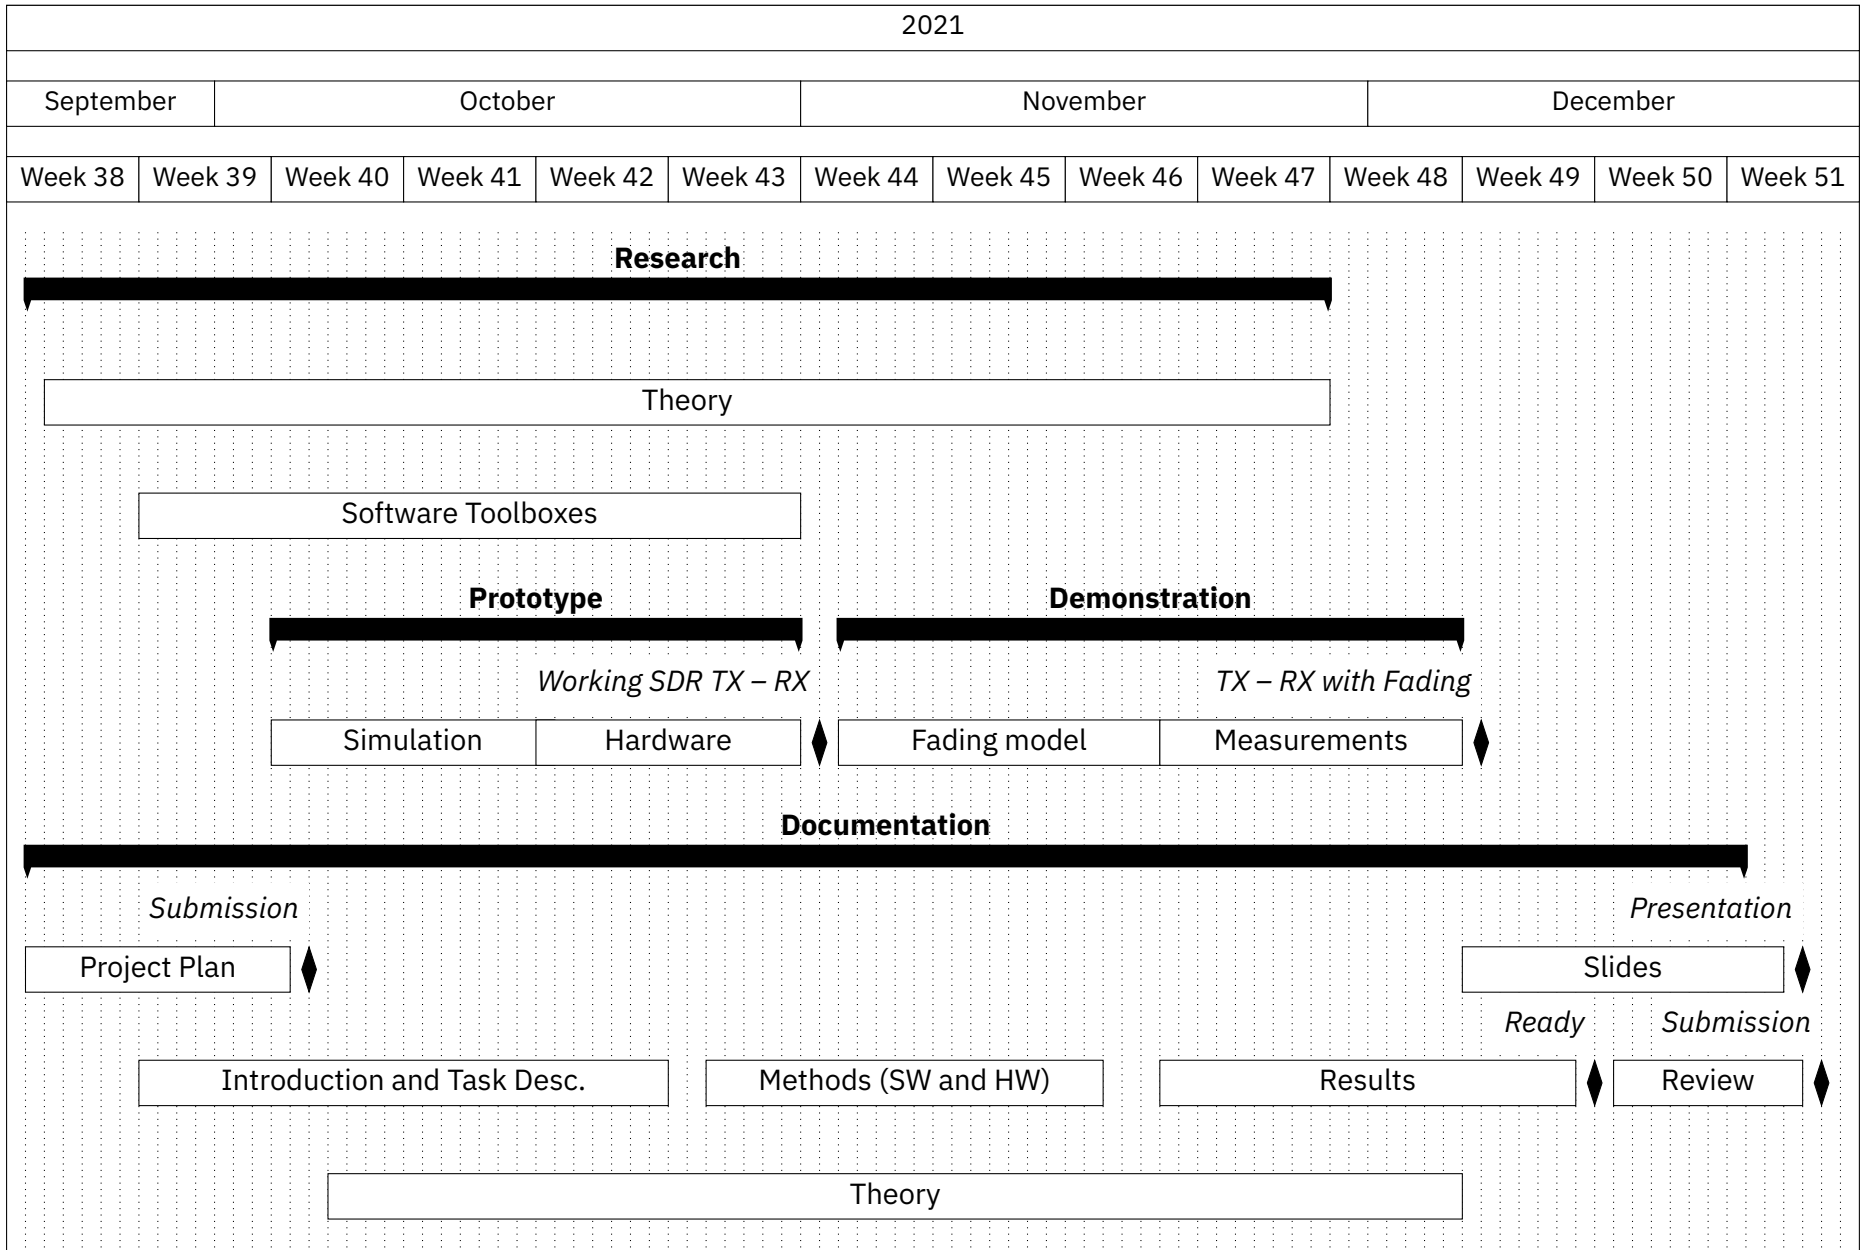 2021
September October November December
Week 38 Week 39 Week 40 Week 41 Week 42 Week 43 Week 44 Week 45 Week 46 Week 47 Week 48 Week 49 Week 50 Week 51
Research
Theory
Software Toolboxes
Prototype Demonstration
Working SDR TX – RX TX – RX with Fading
Simulation Hardware Fading model Measurements
Documentation
Submission Presentation
Project Plan Slides
Ready Submission
Introduction and Task Desc. Methods (SW and HW) Results Review
Theory